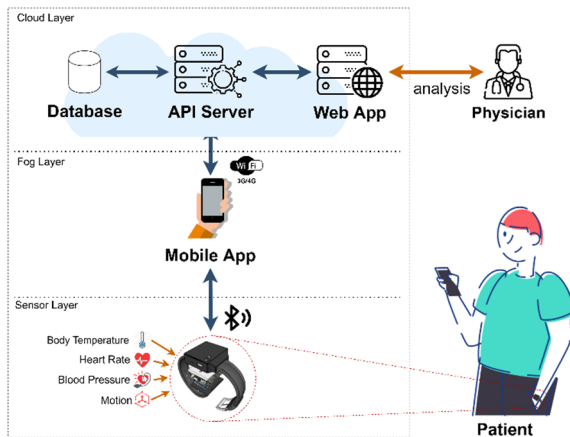 Cloud Layer
Database
API Server
Web App
analysis
Physician
Fog Layer
WiFi
3G/4G
Mobile App
Sensor Layer
Body Temperature
Heart Rate
Blood Pressure
Motion
Patient